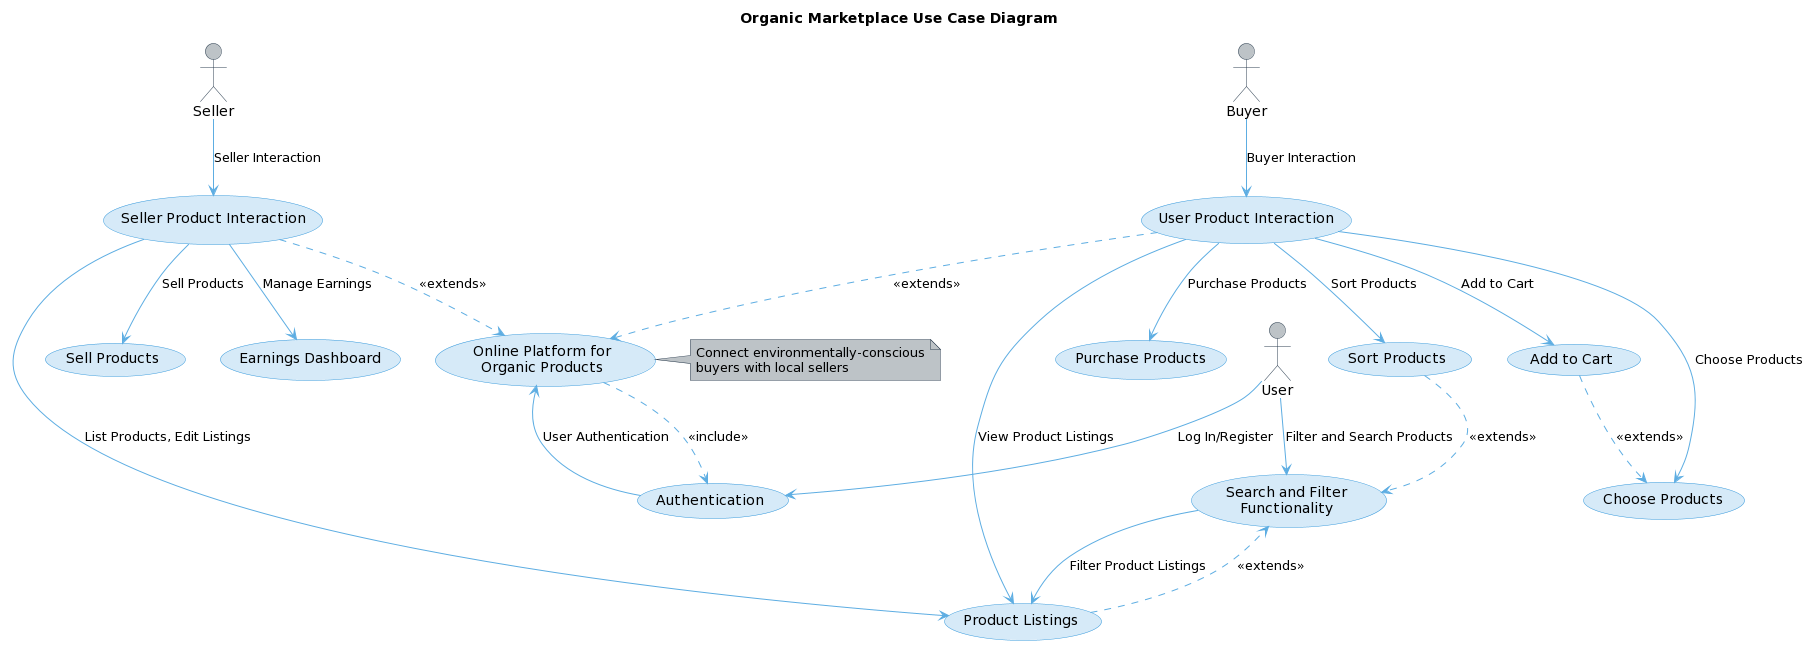 Organic Marketplace Use Case Diagram
Seller
Buyer
Seller Interaction
Buyer Interaction
Seller Product Interaction
User Product Interaction
Sell Products
Manage Earnings
«extends»
«extends»
Purchase Products
Sort Products
Add to Cart
Sell Products
Earnings Dashboard
Online Platform for
Organic Products
Connect environmentally-conscious
buyers with local sellers
Purchase Products
User
Sort Products
Add to Cart
Choose Products
List Products, Edit Listings
User Authentication
«include»
View Product Listings
Log In/Register
Filter and Search Products
«extends»
«extends»
Authentication
Search and Filter
Functionality
Choose Products
Filter Product Listings
«extends»
Product Listings